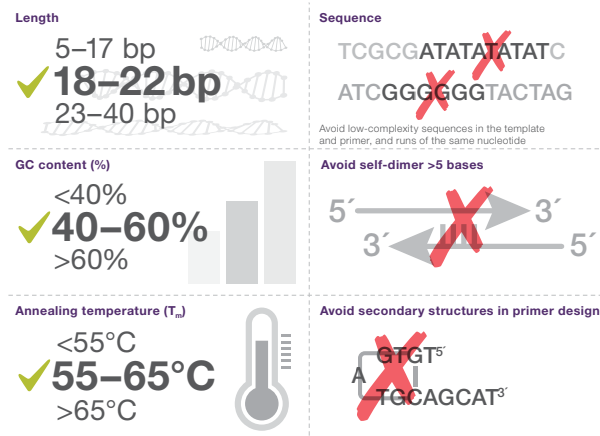 Length
5–17 bp
18–22 bp
23–40 bp
Sequence
TCGCGATATATATATC
ATCGGGGGGTACTAG
Avoid low-complexity sequences in the template
and primer, and runs of the same nucleotide
GC content (%)
<40%
40–60%
>60%
Avoid self-dimer >5 bases
5´ 3´
3´ 5´
Annealing temperature (Tm)
<55°C
55–65°C
>65°C
Avoid secondary structures in primer design
GTGT5´
A
TGCAGCAT3´